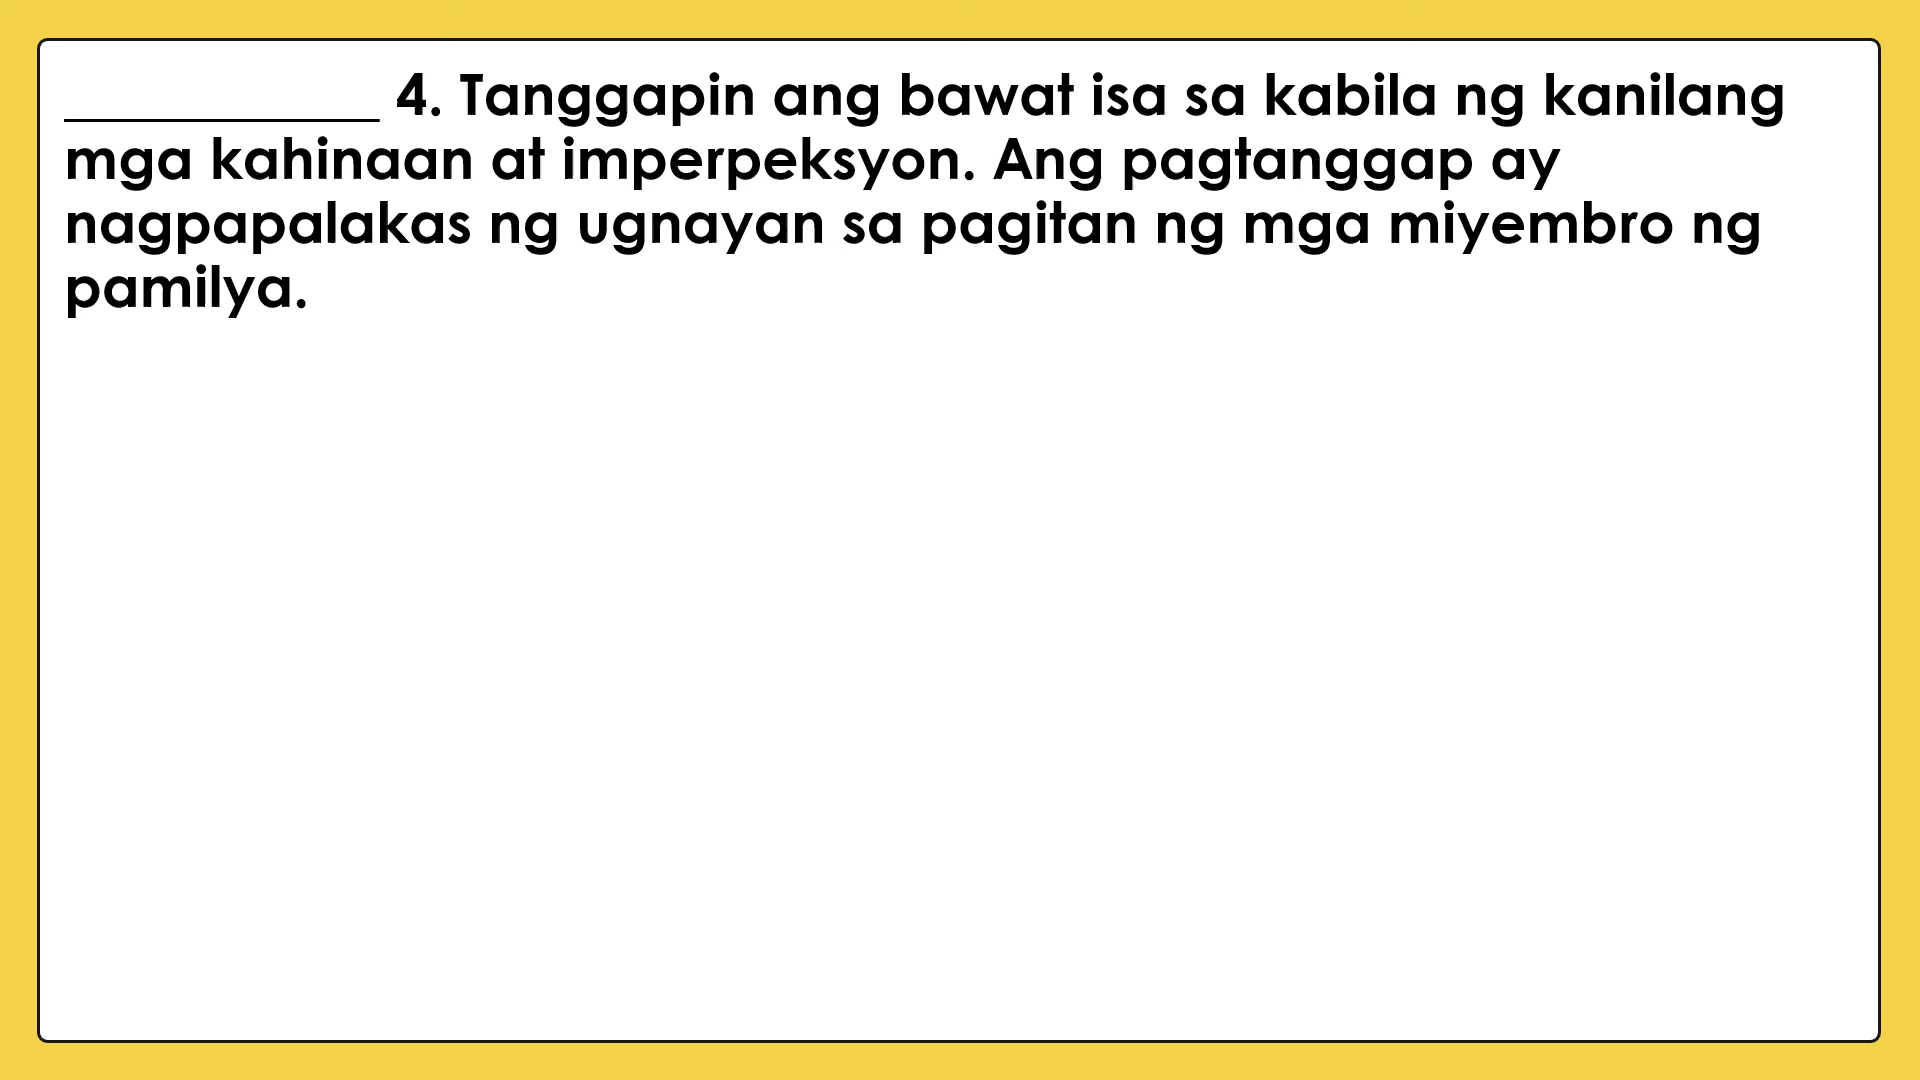 ____________ 4. Tanggapin ang bawat isa sa kabila ng kanilang
mga kahinaan at imperpeksyon. Ang pagtanggap ay
nagpapalakas ng ugnayan sa pagitan ng mga miyembro ng
pamilya.